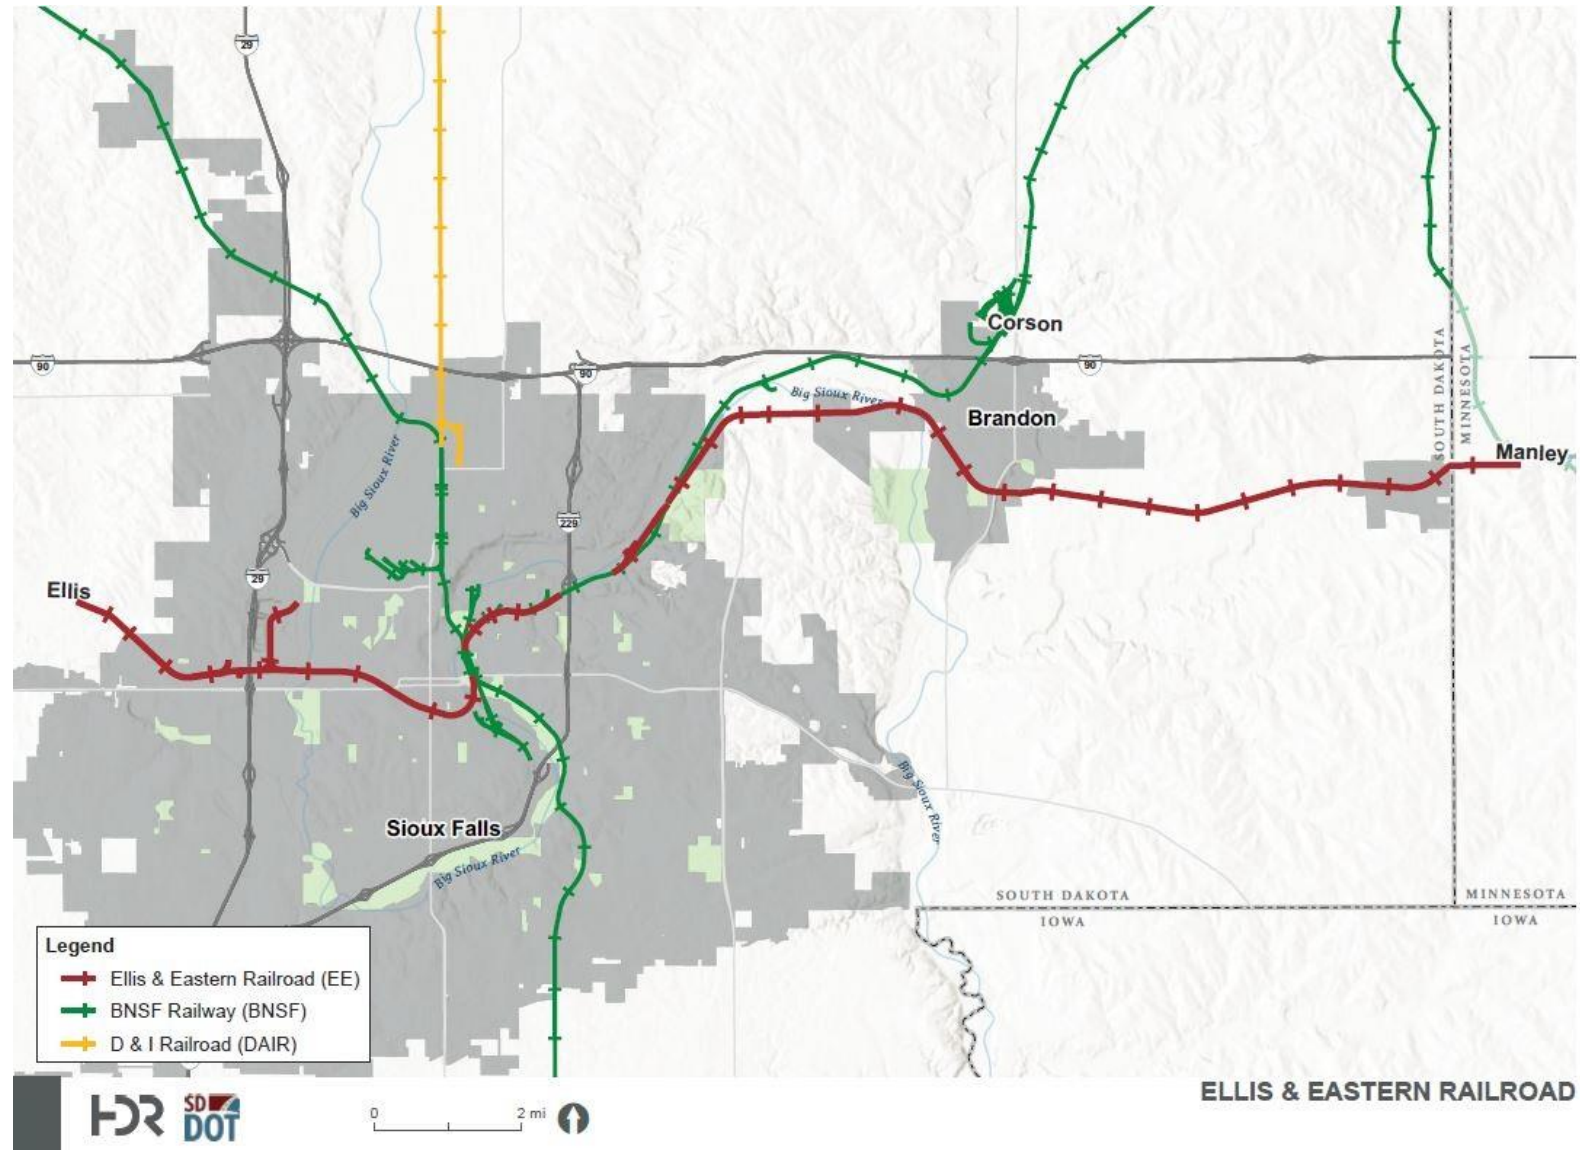 29
90
90
90
Corson
Big Sioux River
Brandon
SOUTH DAKOTA
MINNESOTA
Manley
Big Sioux River
229
29
Ellis
Big Sioux River
Sioux Falls
Big Sioux River
SOUTH DAKOTA
IOWA
MINNESOTA
IOWA
Legend
Ellis & Eastern Railroad (EE)
BNSF Railway (BNSF)
D & I Railroad (DAIR)
ELLIS & EASTERN RAILROAD
HDR
SD
DOT
0 2 mi